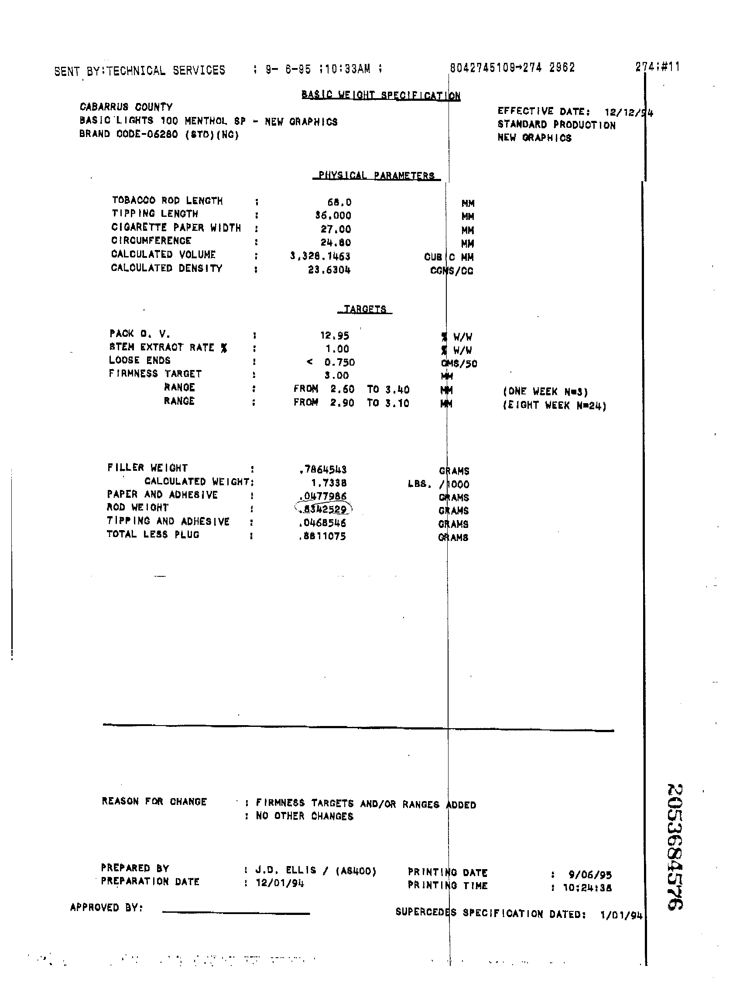 SENT BY:TECHNICAL SERVICES ; 9- 6-95 ;10:33AM ; 8042745109→274 2962 274;#11
BASIC WEIGHT SPECIFICATION
CABARRUS COUNTY EFFECTIVE DATE: 12/12/94
BASIC LIGHTS 100 MENTHOL SP - NEW GRAPHICS STANDARD PRODUCTION
BRAND CODE-06280 (STD)(NG) NEW GRAPHICS
PHYSICAL PARAMETERS
TOBACCO ROD LENGTH : 68.0 MM
TIPPING LENGTH : 36.000 MM
CIGARETTE PAPER WIDTH : 27.00 MM
CIRCUMFERENCE : 24.80 MM
CALCULATED VOLUME : 3,328.1463 CUBIC MM
CALCULATED DENSITY : 23.6304 CGMS/CC
TARGETS
PACK O. V. : 12.95 % W/W
STEM EXTRACT RATE % : 1.00 % W/W
LOOSE ENDS : < 0.750 GMS/50
FIRMNESS TARGET : 3.00 MM
RANGE : FROM 2.60 TO 3.40 MM (ONE WEEK N=3)
RANGE : FROM 2.90 TO 3.10 MM (EIGHT WEEK N=24)
FILLER WEIGHT : .7864543 GRAMS
CALCULATED WEIGHT: 1.7338 LBS. /1000
PAPER AND ADHESIVE : .0477986 GRAMS
ROD WEIGHT : .8342529 GRAMS
TIPPING AND ADHESIVE : .0468546 GRAMS
TOTAL LESS PLUG : .8811075 GRAMS
REASON FOR CHANGE : FIRMNESS TARGETS AND/OR RANGES ADDED
: NO OTHER CHANGES
PREPARED BY : J.D. ELLIS / (AS400) PRINTING DATE : 9/06/95
PREPARATION DATE : 12/01/94 PRINTING TIME : 10:24:38
APPROVED BY: SUPERCEDES SPECIFICATION DATED: 1/01/94
2053684576